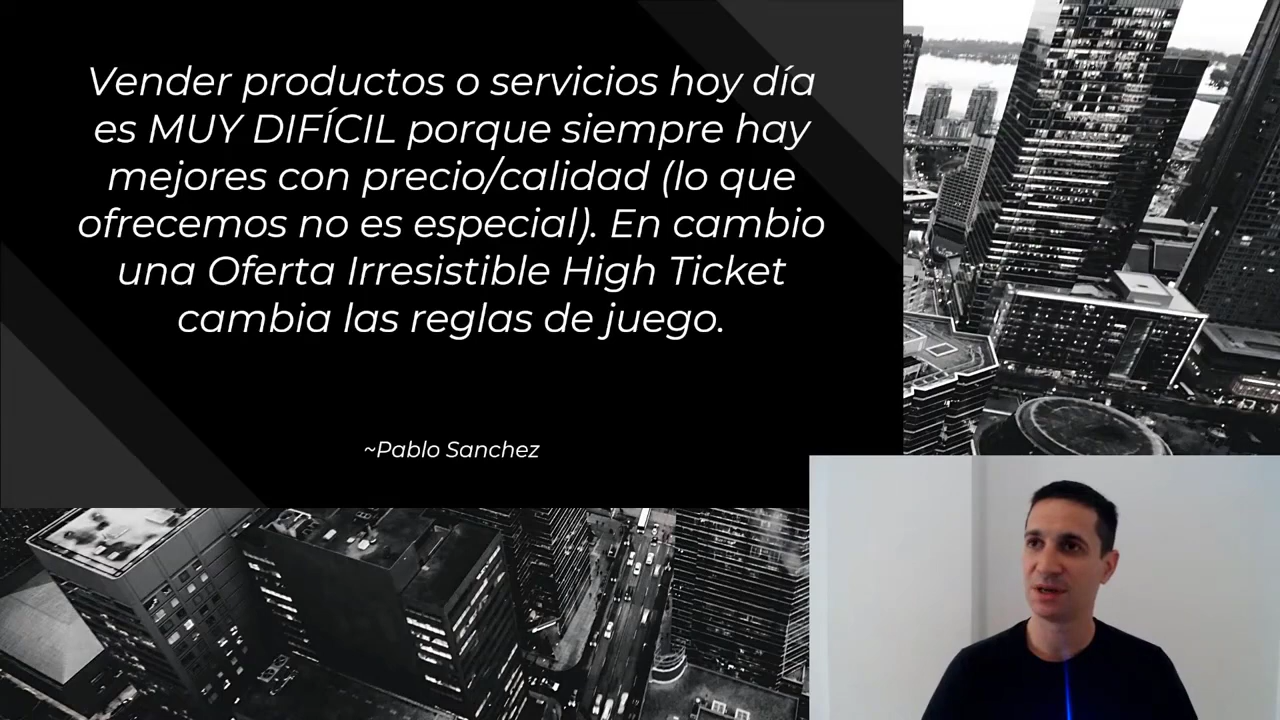 Vender productos o servicios hoy día
es MUY DIFÍCIL porque siempre hay
mejores con precio/calidad (lo que
ofrecemos no es especial). En cambio
una Oferta Irresistible High Ticket
cambia las reglas de juego.
~Pablo Sanchez